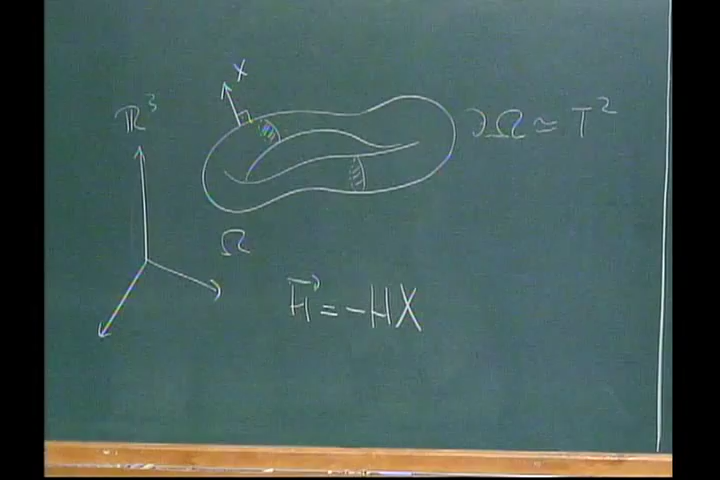 X
ℝ³
∂Ω ≃ T²
Ω
H⃗ = -HX